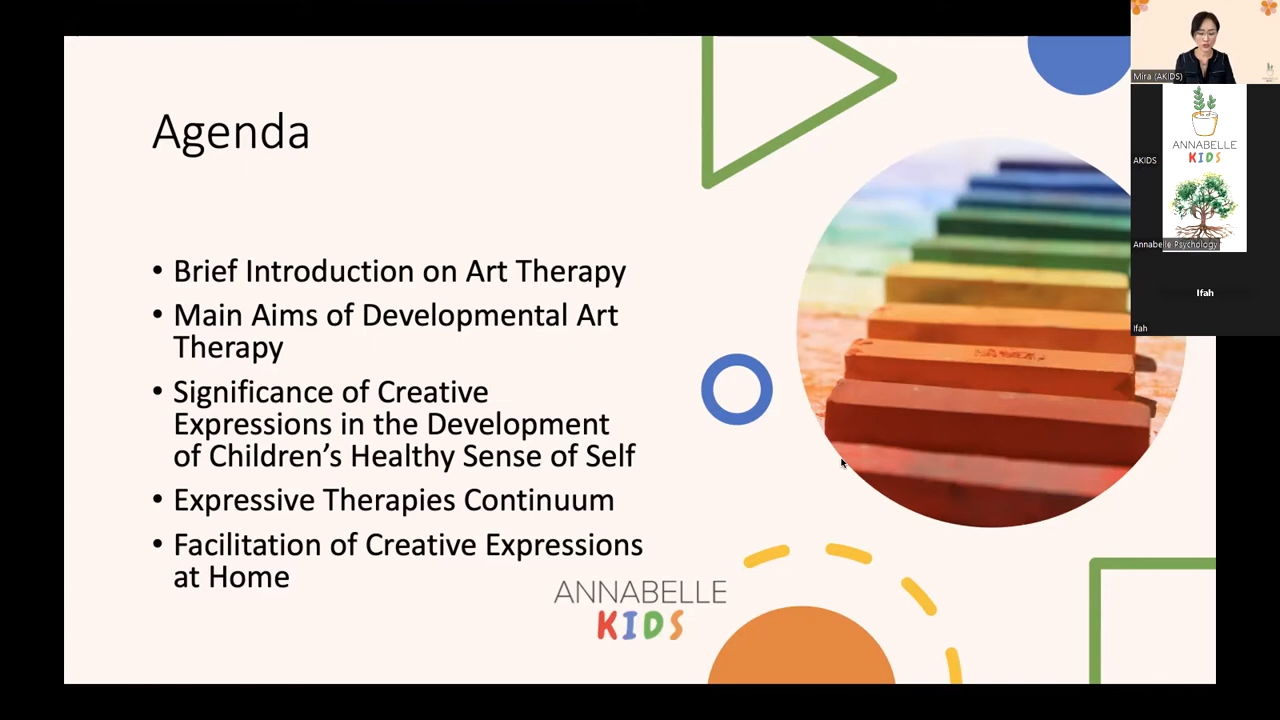 Agenda
• Brief Introduction on Art Therapy
• Main Aims of Developmental Art
Therapy
• Significance of Creative
Expressions in the Development
of Children’s Healthy Sense of Self
• Expressive Therapies Continuum
• Facilitation of Creative Expressions
at Home
ANNABELLE
KIDS
Mira (AKIDS)
ANNABELLE
KIDS
AKIDS
Annabelle Psychology
Ifah
Ifah